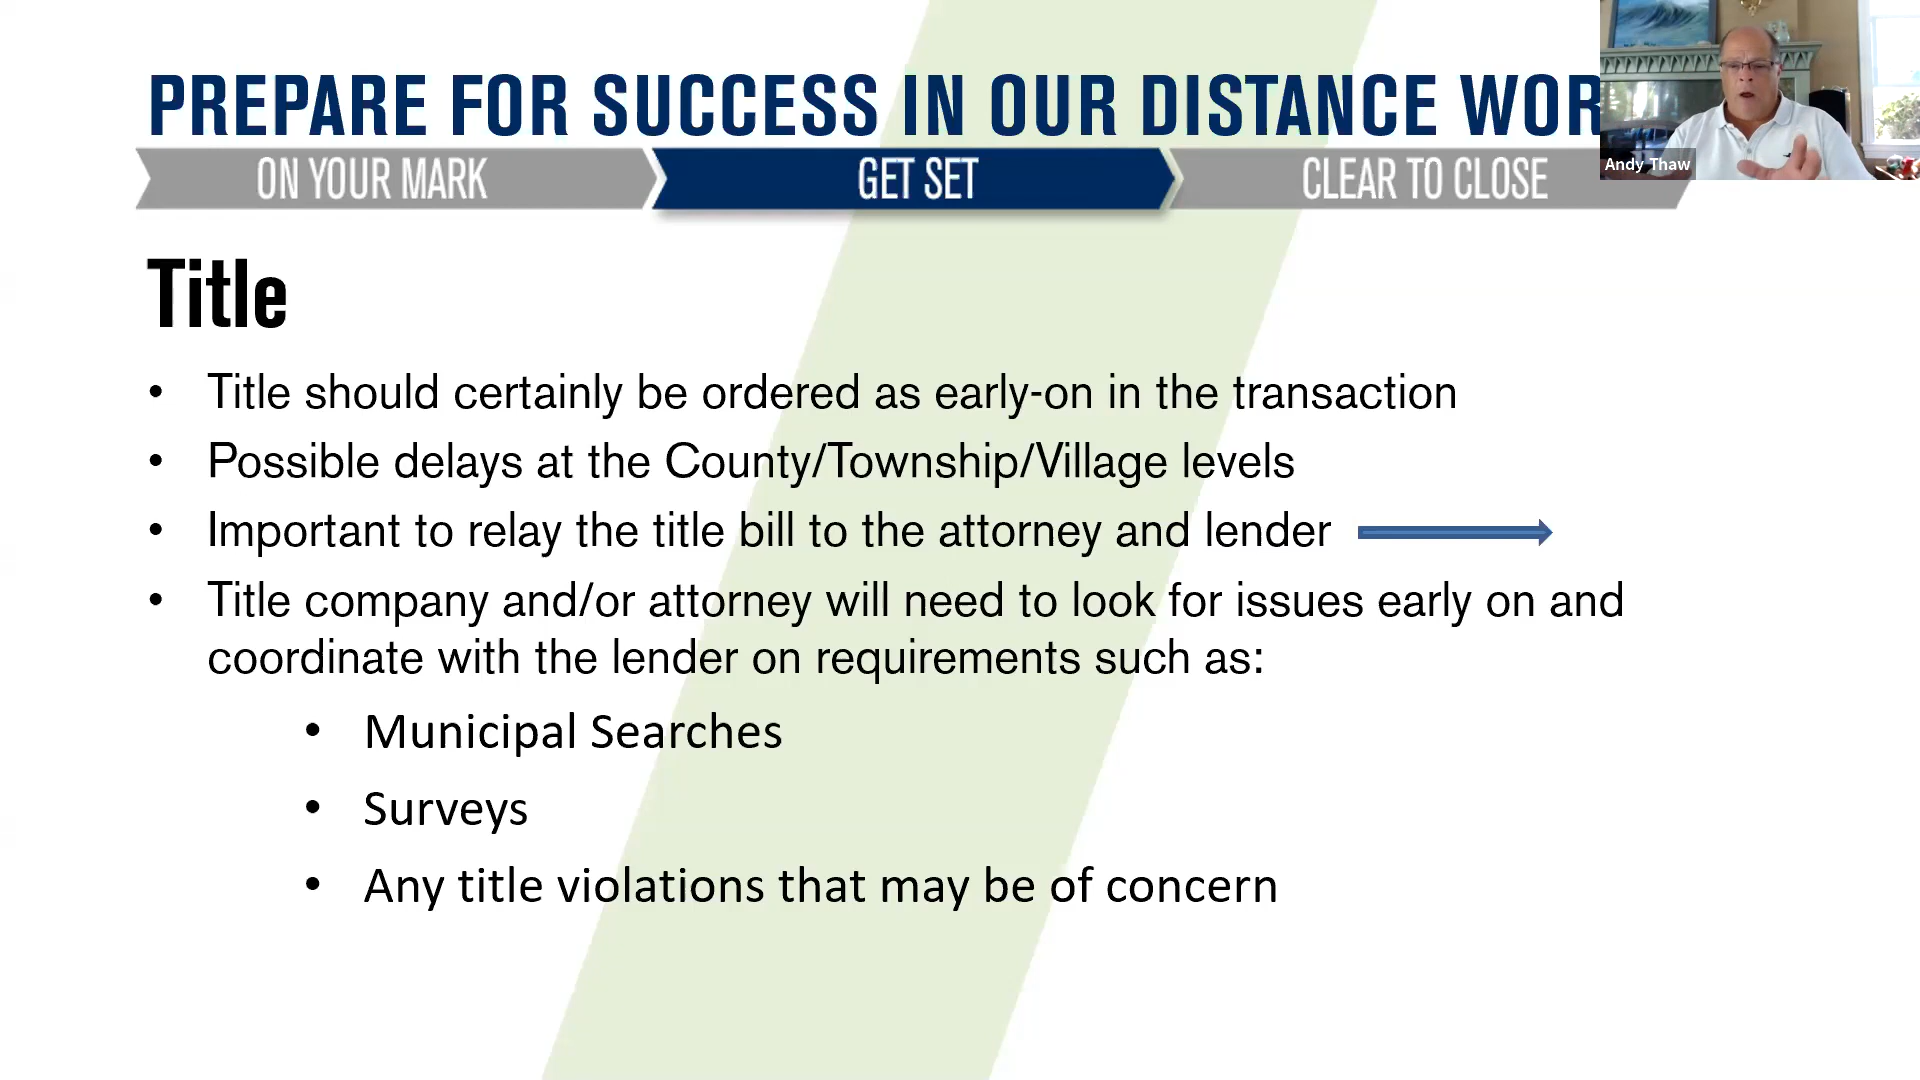 PREPARE FOR SUCCESS IN OUR DISTANCE WOR
ON YOUR MARK
GET SET
CLEAR TO CLOSE
Andy Thaw
Title
• Title should certainly be ordered as early-on in the transaction
• Possible delays at the County/Township/Village levels
• Important to relay the title bill to the attorney and lender
• Title company and/or attorney will need to look for issues early on and
coordinate with the lender on requirements such as:
• Municipal Searches
• Surveys
• Any title violations that may be of concern